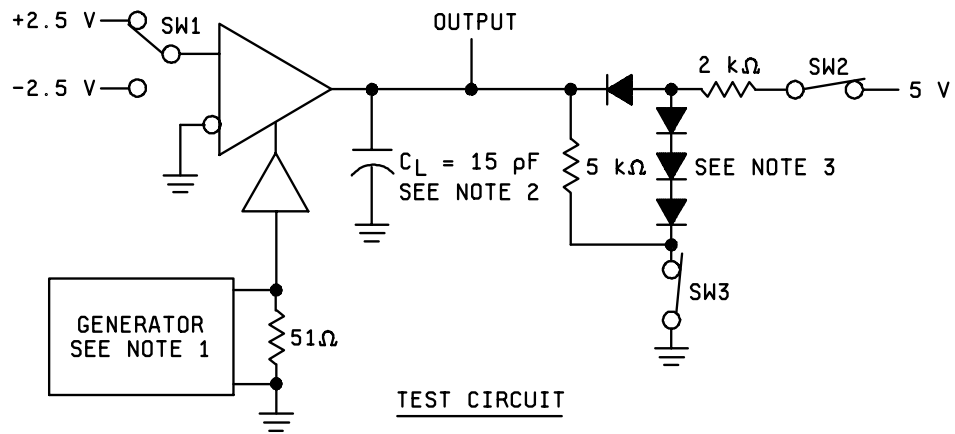 +2.5 V
SW1
-2.5 V
OUTPUT
2 kΩ
SW2
5 V
CL = 15 pF
SEE NOTE 2
5 kΩ
SEE NOTE 3
SW3
GENERATOR
SEE NOTE 1
51Ω
TEST CIRCUIT